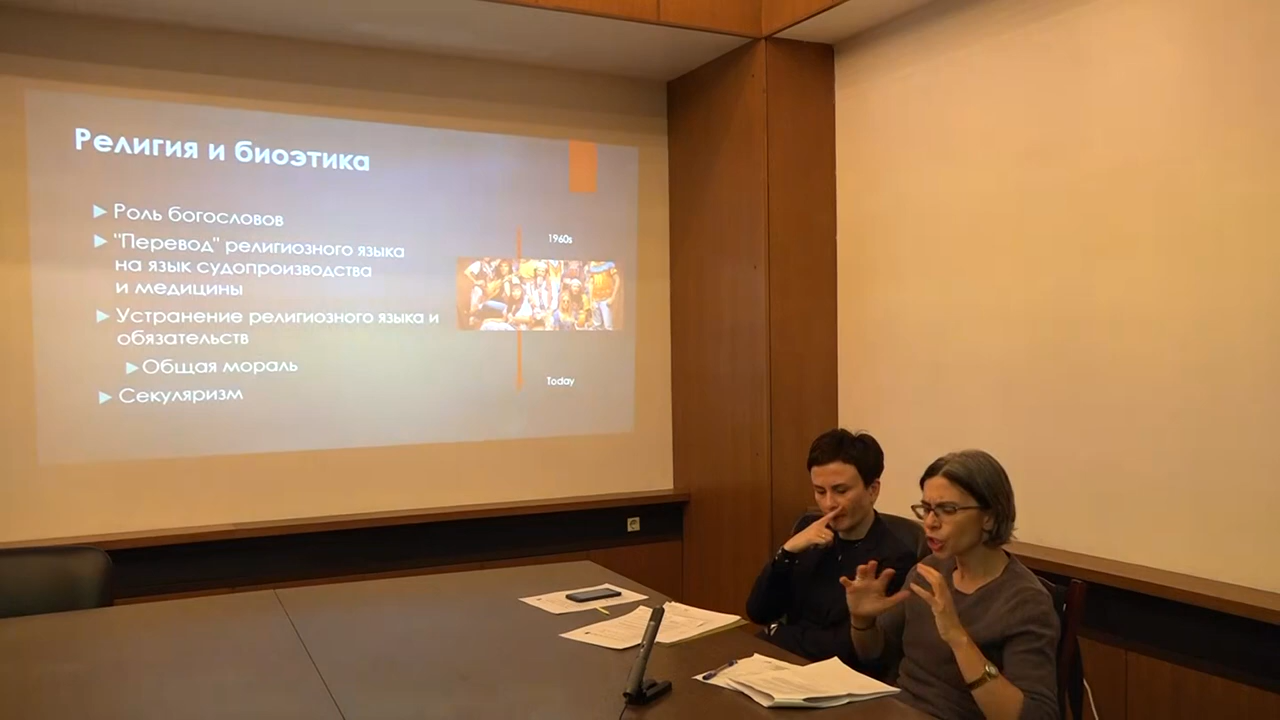 Религия и биоэтика
Роль богословов
"Перевод" религиозного языка
на язык судопроизводства
и медицины
Устранение религиозного языка и
обязательств
Общая мораль
Секуляризм
1960s
Today